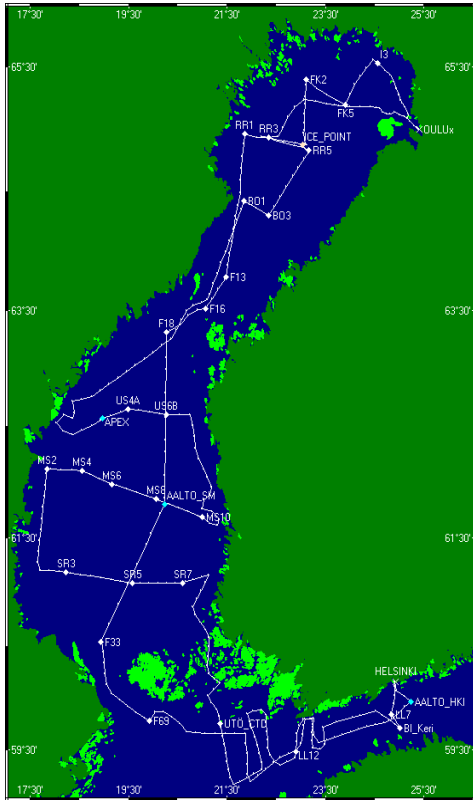 17°30' 19°30' 21°30' 23°30' 25°30'
65°30' 65°30'
I3
FK2
FK5
OULUx
RR1
RR3
ICE_POINT
RR5
BO1
BO3
F13
63°30' 63°30'
F16
F18
US4A
US6B
APEX
MS2
MS4
MS6
MS8
AALTO_SM
MS10
61°30' 61°30'
SR3
SR5
SR7
F33
HELSINKI
AALTO_HKI
F69
UTO_CTD
LL7
BI_Keri
59°30' 59°30'
LL12
17°30' 19°30' 21°30' 23°30' 25°30'